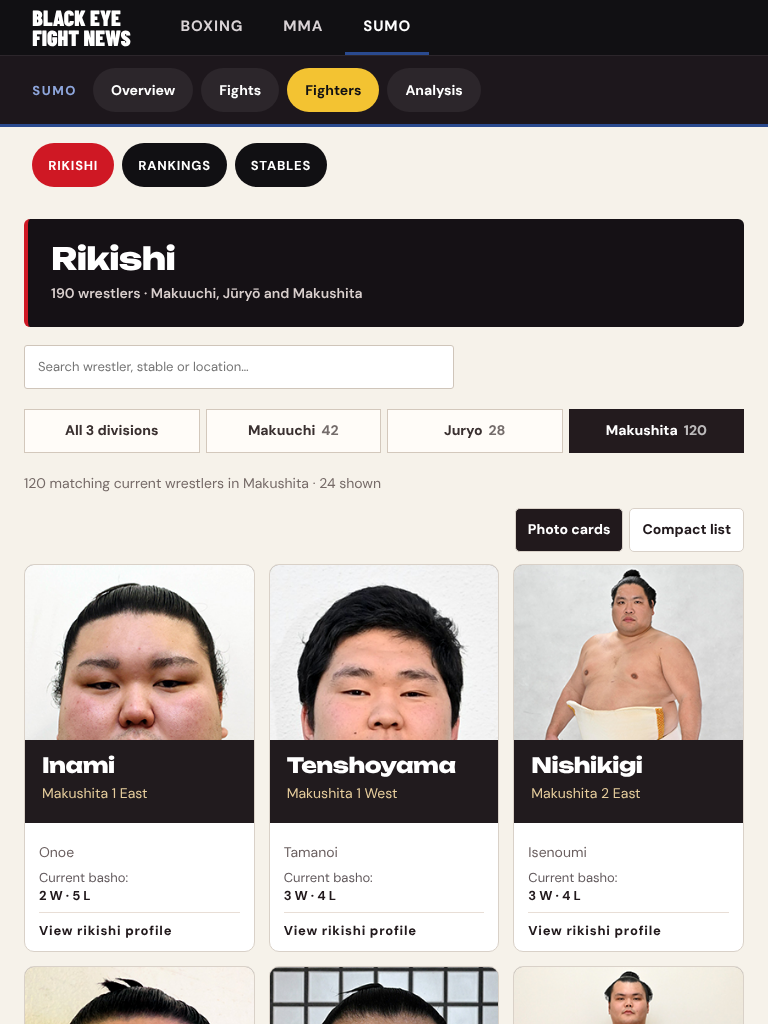 BLACK EYE
FIGHT NEWS
BOXING MMA SUMO
SUMO Overview Fights Fighters Analysis
RIKISHI RANKINGS STABLES
Rikishi
190 wrestlers · Makuuchi, Jūryō and Makushita
Search wrestler, stable or location…
All 3 divisions Makuuchi 42 Juryo 28 Makushita 120
120 matching current wrestlers in Makushita · 24 shown
Photo cards Compact list
Inami
Makushita 1 East
Onoe
Current basho:
2 W · 5 L
View rikishi profile
Tenshoyama
Makushita 1 West
Tamanoi
Current basho:
3 W · 4 L
View rikishi profile
Nishikigi
Makushita 2 East
Isenoumi
Current basho:
3 W · 4 L
View rikishi profile